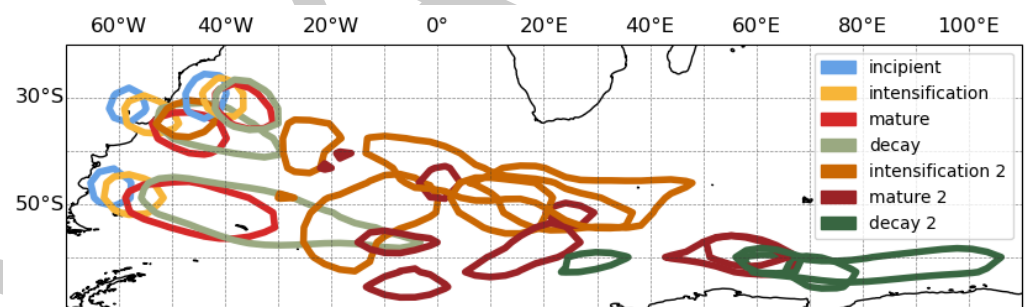 60°W 40°W 20°W 0° 20°E 40°E 60°E 80°E 100°E
30°S
50°S
incipient
intensification
mature
decay
intensification 2
mature 2
decay 2